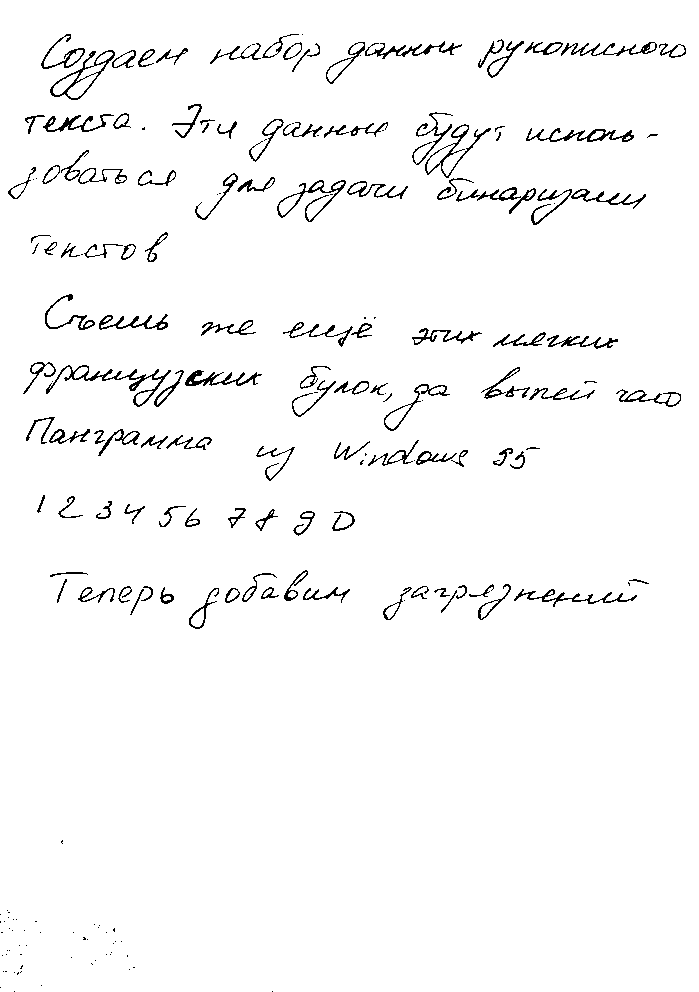 Создаем набор данных рукописного
текста. Эти данные будут исполь-
зоваться для задачи бинаризации
текстов
Съешь же ещё этих мягких
французских булок, да выпей чаю
Панграмма из Windows 95
1 2 3 4 5 6 7 8 9 0
Теперь добавим загрязнений